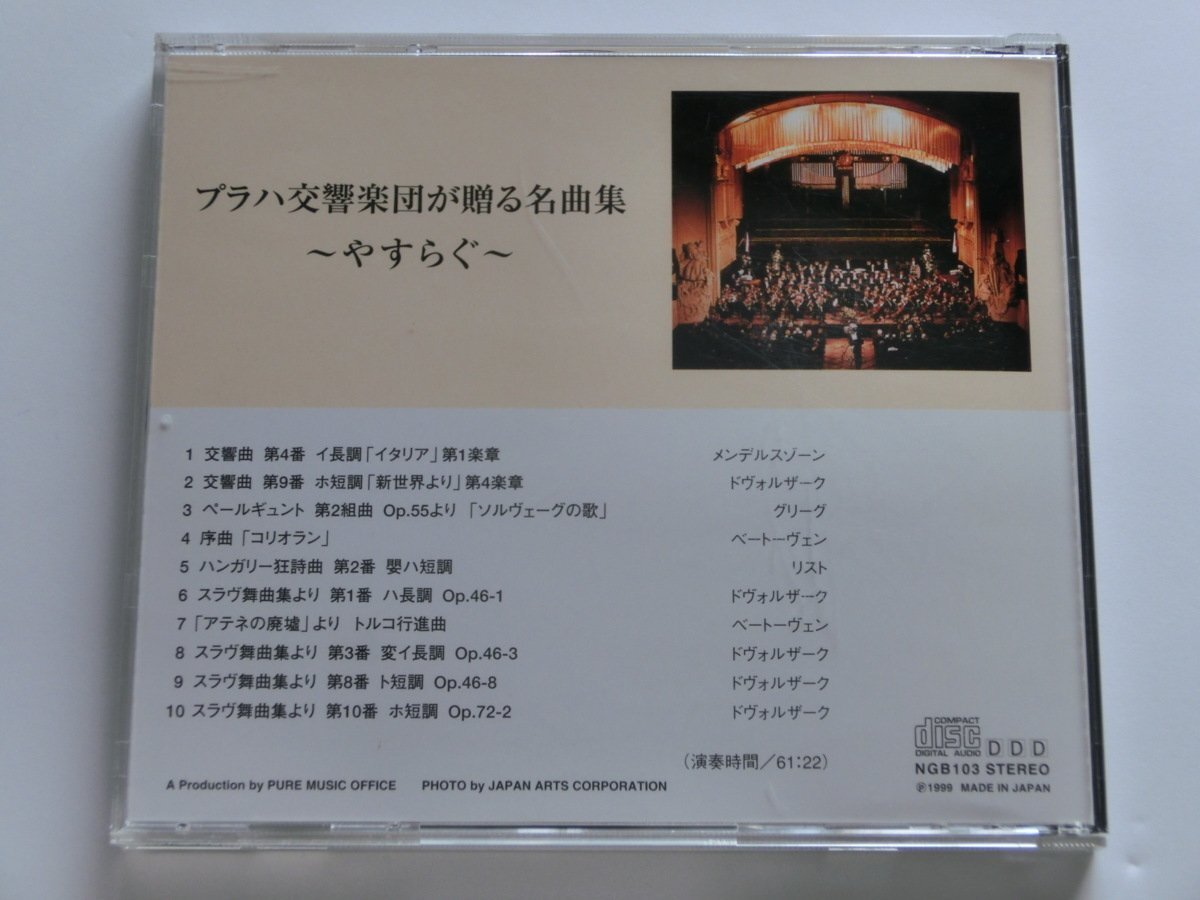 プラハ交響楽団が贈る名曲集
～やすらぐ～
1 交響曲 第4番 イ長調「イタリア」第1楽章 メンデルスゾーン
2 交響曲 第9番 ホ短調「新世界より」第4楽章 ドヴォルザーク
3 ペールギュント 第2組曲 Op.55より 「ソルヴェーグの歌」 グリーグ
4 序曲「コリオラン」 ベートーヴェン
5 ハンガリー狂詩曲 第2番 嬰ハ短調 リスト
6 スラヴ舞曲集より 第1番 ハ長調 Op.46-1 ドヴォルザーク
7 「アテネの廃墟」より トルコ行進曲 ベートーヴェン
8 スラヴ舞曲集より 第3番 変イ長調 Op.46-3 ドヴォルザーク
9 スラヴ舞曲集より 第8番 ト短調 Op.46-8 ドヴォルザーク
10 スラヴ舞曲集より 第10番 ホ短調 Op.72-2 ドヴォルザーク
（演奏時間／61：22）
A Production by PURE MUSIC OFFICE PHOTO by JAPAN ARTS CORPORATION
COMPACT
disc
DIGITAL AUDIO DDD
NGB103 STEREO
Ⓟ1999 MADE IN JAPAN